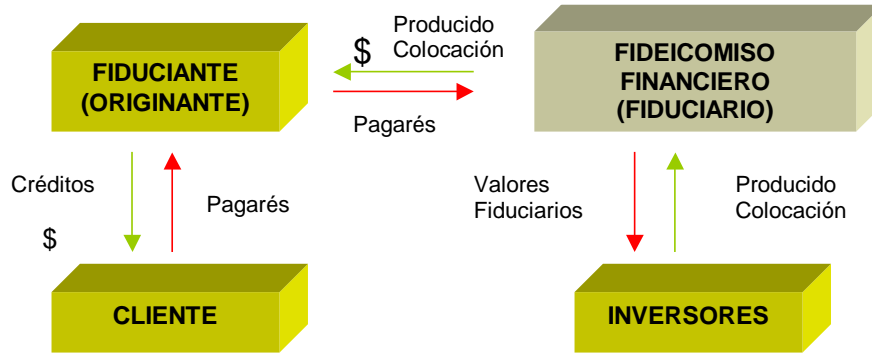 Producido
Colocación
$
FIDUCIANTE
(ORIGINANTE)
FIDEICOMISO
FINANCIERO
(FIDUCIARIO)
Pagarés
Créditos
$
Pagarés
Valores
Fiduciarios
Producido
Colocación
CLIENTE
INVERSORES